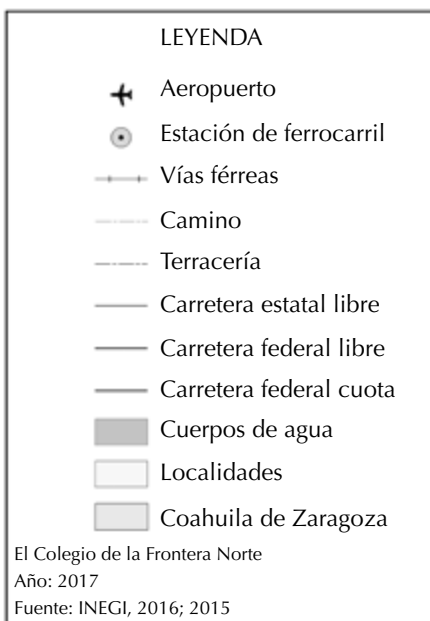 LEYENDA
Aeropuerto
Estación de ferrocarril
Vías férreas
Camino
Terracería
Carretera estatal libre
Carretera federal libre
Carretera federal cuota
Cuerpos de agua
Localidades
Coahuila de Zaragoza
El Colegio de la Frontera Norte
Año: 2017
Fuente: INEGI, 2016; 2015